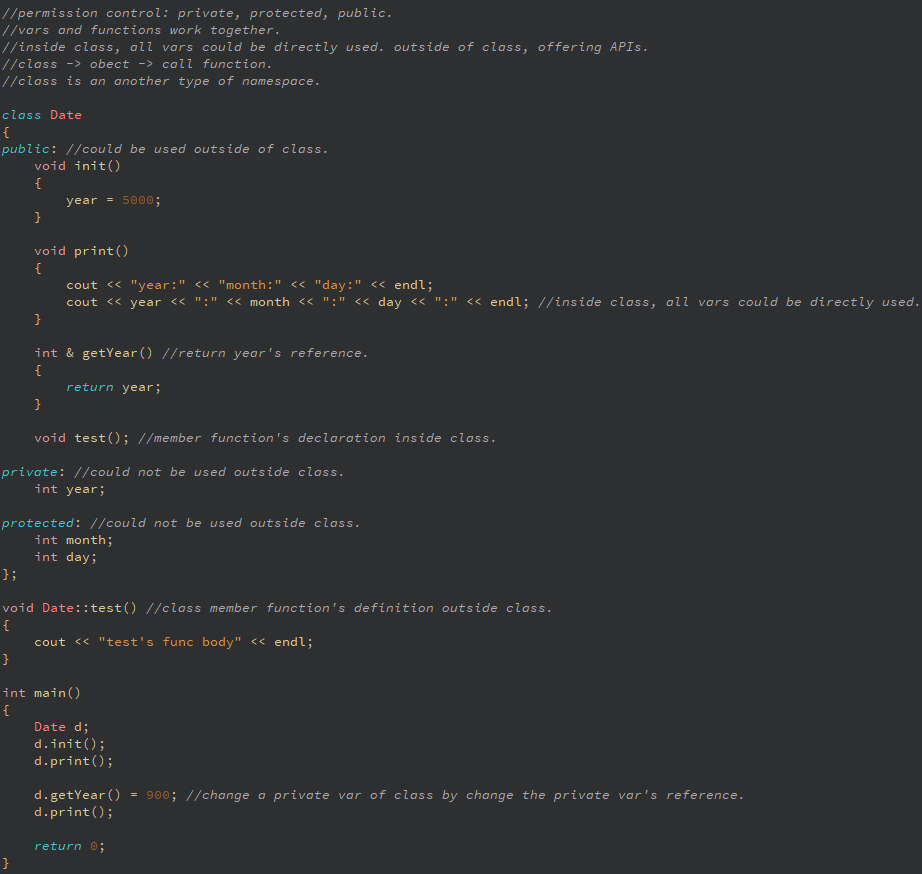 //permission control: private, protected, public.
//vars and functions work together.
//inside class, all vars could be directly used. outside of class, offering APIs.
//class -> obect -> call function.
//class is an another type of namespace.
class Date
{
public: //could be used outside of class.
void init()
{
year = 5000;
}
void print()
{
cout << "year:" << "month:" << "day:" << endl;
cout << year << ":" << month << ":" << day << ":" << endl; //inside class, all vars could be directly used.
}
int & getYear() //return year's reference.
{
return year;
}
void test(); //member function's declaration inside class.
private: //could not be used outside class.
int year;
protected: //could not be used outside class.
int month;
int day;
};
void Date::test() //class member function's definition outside class.
{
cout << "test's func body" << endl;
}
int main()
{
Date d;
d.init();
d.print();
d.getYear() = 900; //change a private var of class by change the private var's reference.
d.print();
return 0;
}